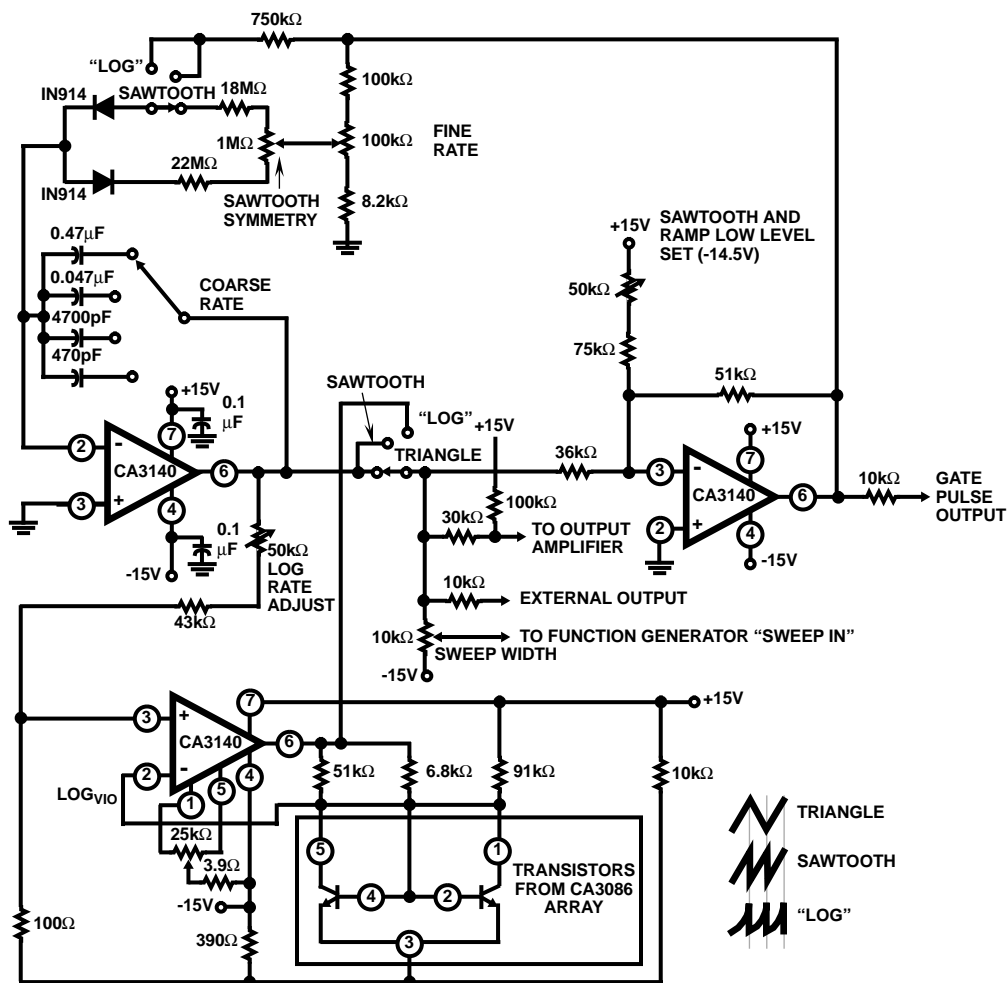 750kΩ
“LOG”
100kΩ
18MΩ
IN914
SAWTOOTH
1MΩ
100kΩ
FINE
RATE
22MΩ
IN914
SAWTOOTH
SYMMETRY
8.2kΩ
0.47μF
0.047μF
4700pF
470pF
COARSE
RATE
+15V
SAWTOOTH AND
RAMP LOW LEVEL
SET (-14.5V)
50kΩ
75kΩ
51kΩ
+15V
0.1
μF
7
2
-
CA3140
6
3
+
4
0.1
μF
-15V
SAWTOOTH
“LOG”
TRIANGLE
+15V
36kΩ
100kΩ
30kΩ
TO OUTPUT
AMPLIFIER
3
-
CA3140
2
+
+15V
7
6
4
-15V
10kΩ
GATE
PULSE
OUTPUT
50kΩ
LOG
RATE
ADJUST
43kΩ
10kΩ
EXTERNAL OUTPUT
10kΩ
SWEEP WIDTH
TO FUNCTION GENERATOR “SWEEP IN”
-15V
7
+15V
3
+
CA3140
6
2
-
4
5
1
LOGVIO
51kΩ
6.8kΩ
91kΩ
10kΩ
25kΩ
3.9Ω
-15V
100Ω
390Ω
5
1
4
2
3
TRANSISTORS
FROM CA3086
ARRAY
TRIANGLE
SAWTOOTH
“LOG”